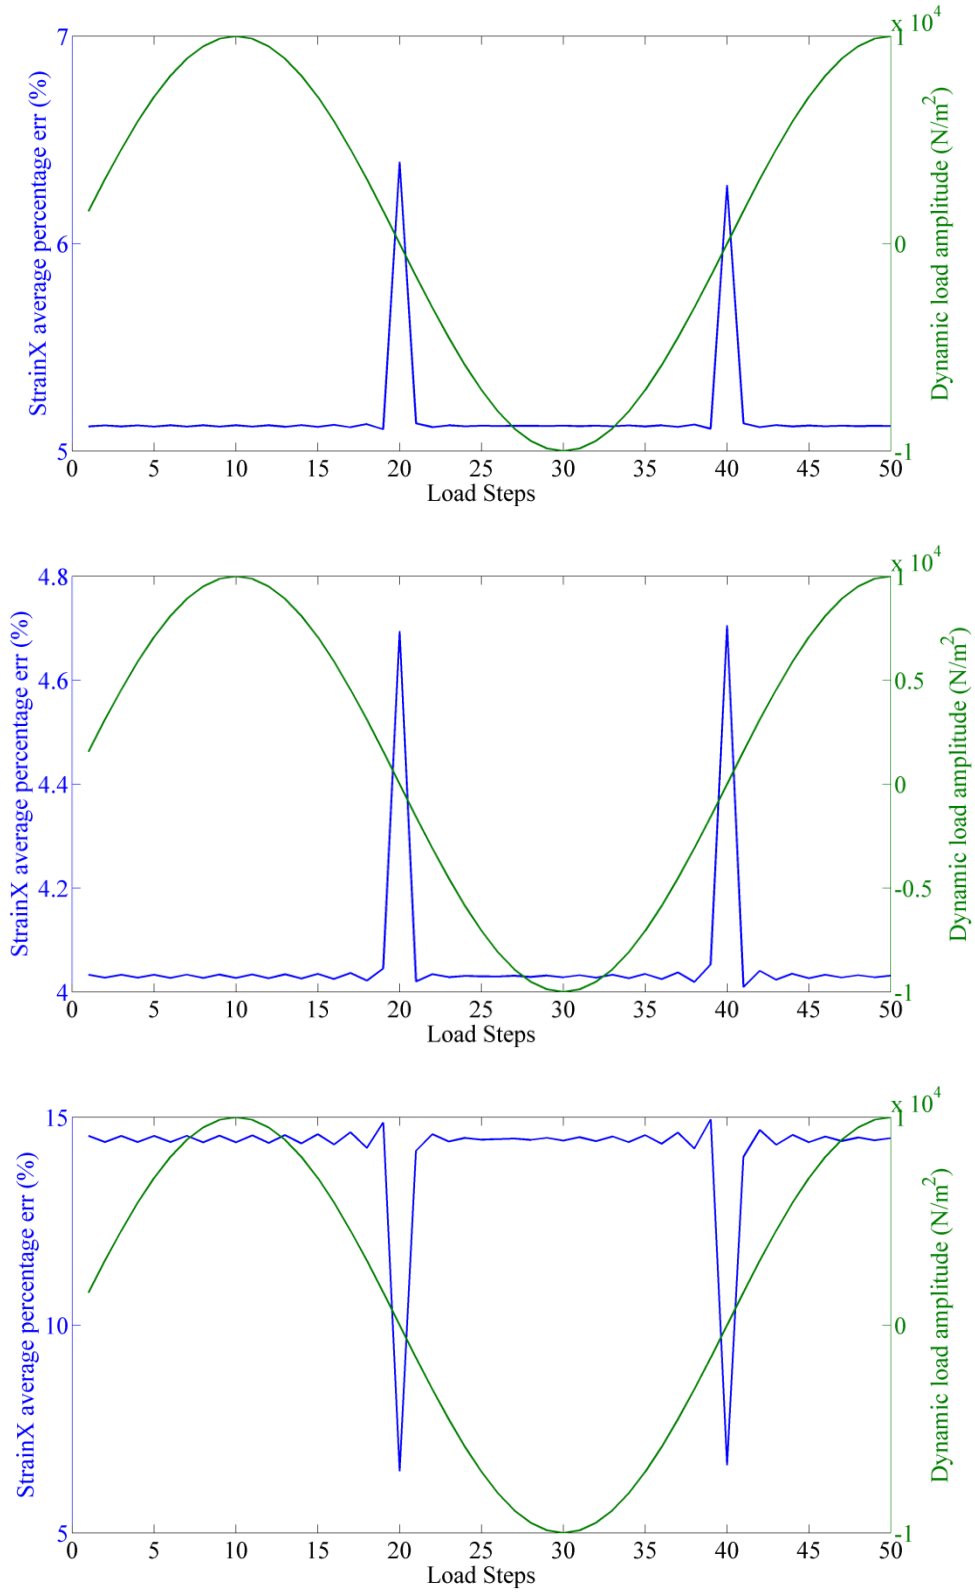 x 10^4
7
6
5
1
0
-1
StrainX average percentage err (%)
Dynamic load amplitude (N/m^2)
0 5 10 15 20 25 30 35 40 45 50
Load Steps
x 10^4
4.8
4.6
4.4
4.2
4
1
0.5
0
-0.5
-1
StrainX average percentage err (%)
Dynamic load amplitude (N/m^2)
0 5 10 15 20 25 30 35 40 45 50
Load Steps
x 10^4
15
10
5
1
0
-1
StrainX average percentage err (%)
Dynamic load amplitude (N/m^2)
0 5 10 15 20 25 30 35 40 45 50
Load Steps